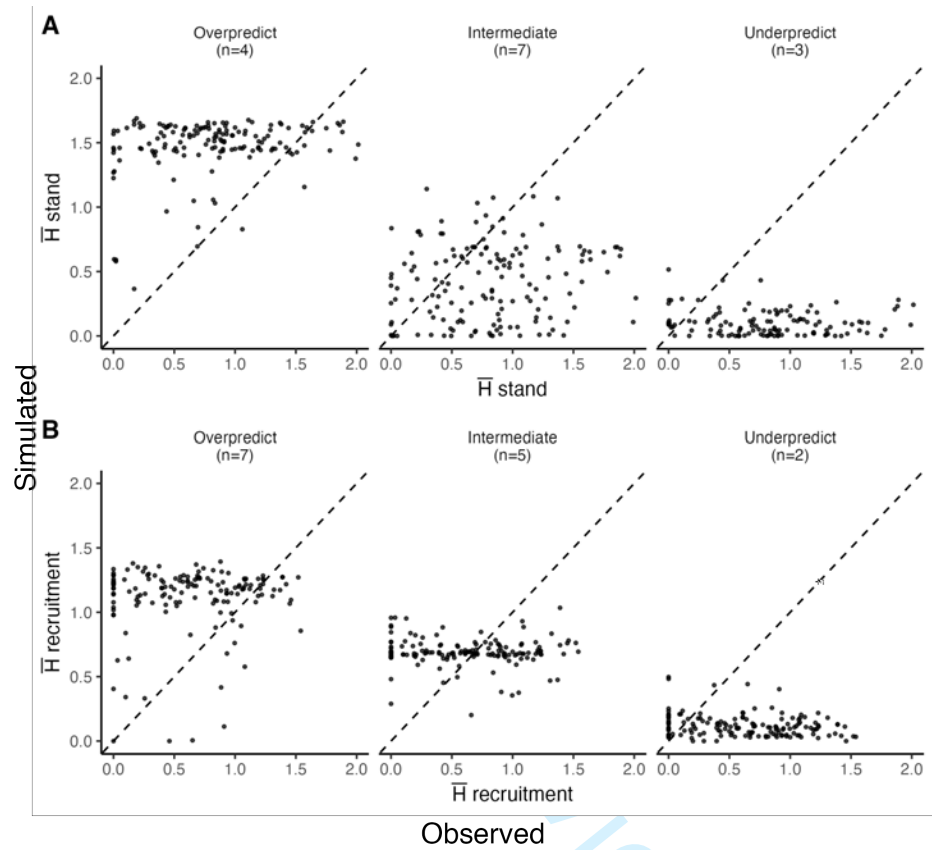 A
Overpredict
(n=4)
Intermediate
(n=7)
Underpredict
(n=3)
2.0
1.5
1.0
0.5
0.0
H̅ stand
0.0 0.5 1.0 1.5 2.0
0.0 0.5 1.0 1.5 2.0
0.0 0.5 1.0 1.5 2.0
H̅ stand
Simulated
B
Overpredict
(n=7)
Intermediate
(n=5)
Underpredict
(n=2)
2.0
1.5
1.0
0.5
0.0
H̅ recruitment
0.0 0.5 1.0 1.5 2.0
0.0 0.5 1.0 1.5 2.0
0.0 0.5 1.0 1.5 2.0
H̅ recruitment
Observed